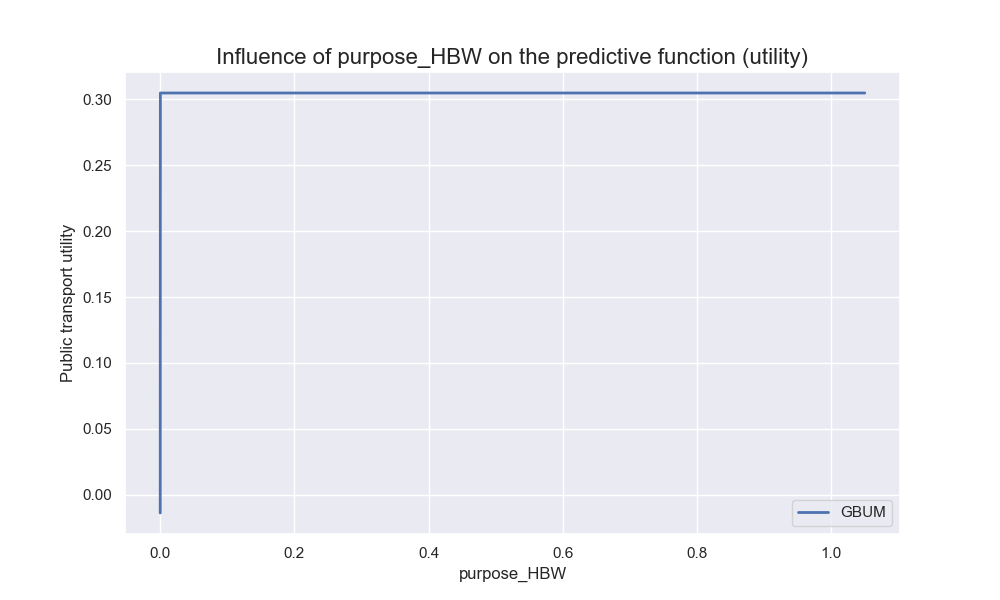 Influence of purpose_HBW on the predictive function (utility)
0.30
0.25
0.20
0.15
0.10
0.05
0.00
Public transport utility
GBUM
0.0 0.2 0.4 0.6 0.8 1.0
purpose_HBW